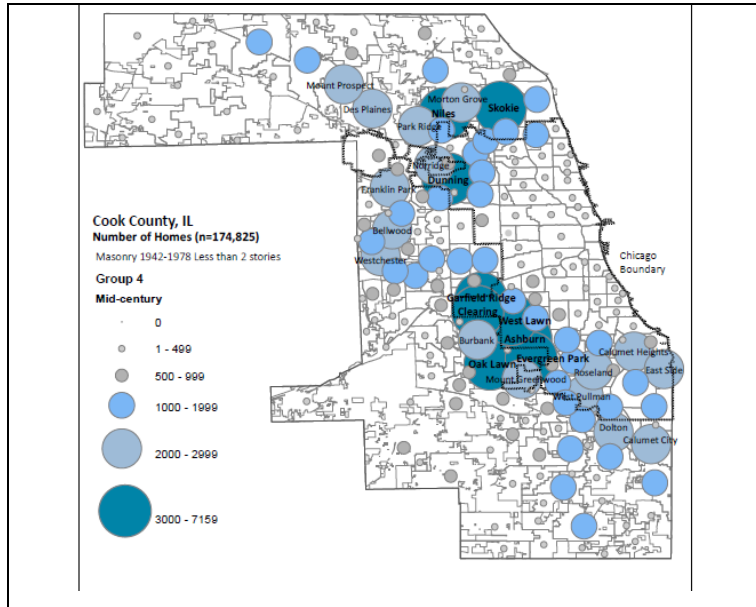 Mount Prospect
Des Plaines
Morton Grove
Niles
Skokie
Park Ridge
Norridge
Dunning
Franklin Park
Bellwood
Westchester
Chicago
Boundary
Cook County, IL
Number of Homes (n=174,825)
Masonry 1942-1978 Less than 2 stories
Group 4
Mid-century
0
1 - 499
500 - 999
1000 - 1999
2000 - 2999
3000 - 7159
Garfield Ridge
Clearing
West Lawn
Burbank
Ashburn
Oak Lawn
Evergreen Park
Mount Greenwood
Calumet Heights
Roseland
East Side
West Pullman
Dolton
Calumet City